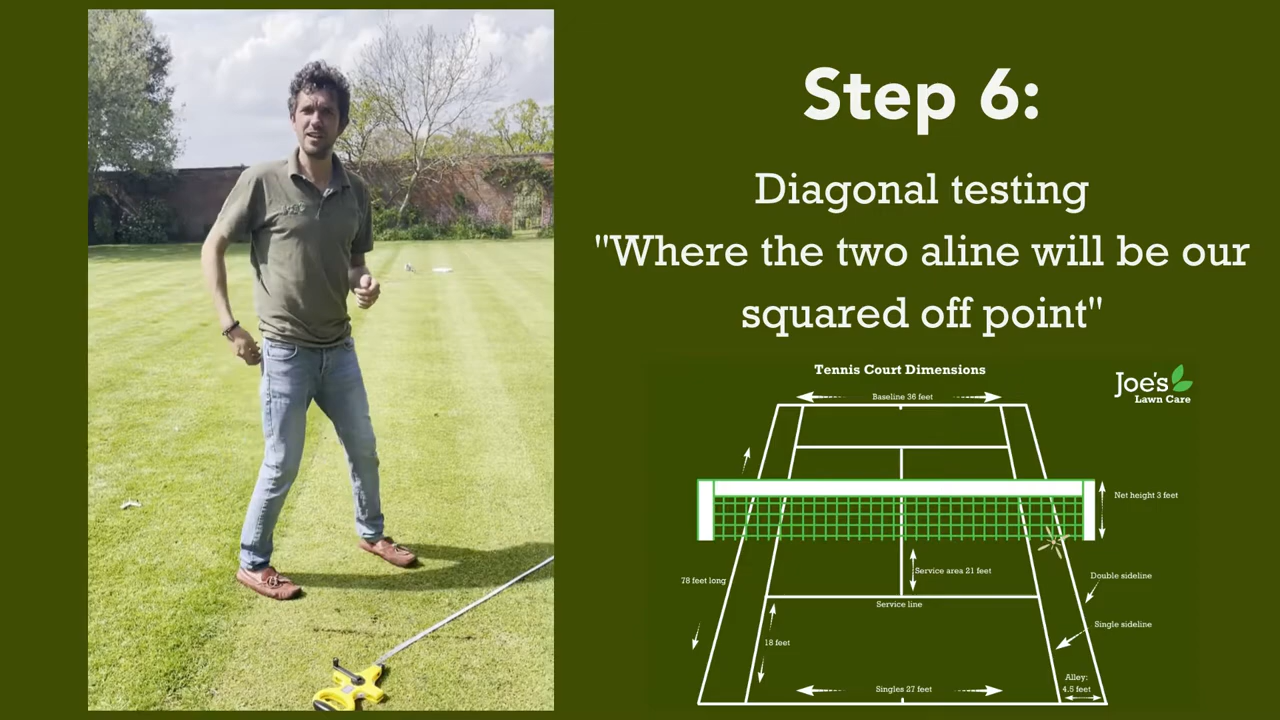 Step 6:
Diagonal testing
"Where the two aline will be our
squared off point"
Tennis Court Dimensions
Joe's
Lawn Care
Baseline 36 feet
Net height 3 feet
Service area 21 feet
78 feet long
Double sideline
Service line
Single sideline
18 feet
Alley:
4.5 feet
Singles 27 feet